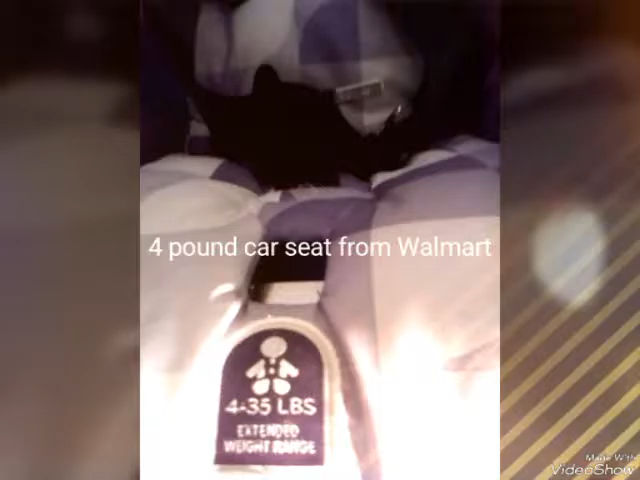 4 pound car seat from Walmart
4-35 LBS
EXTENDED
WEIGHT RANGE
Made With
VideoShow